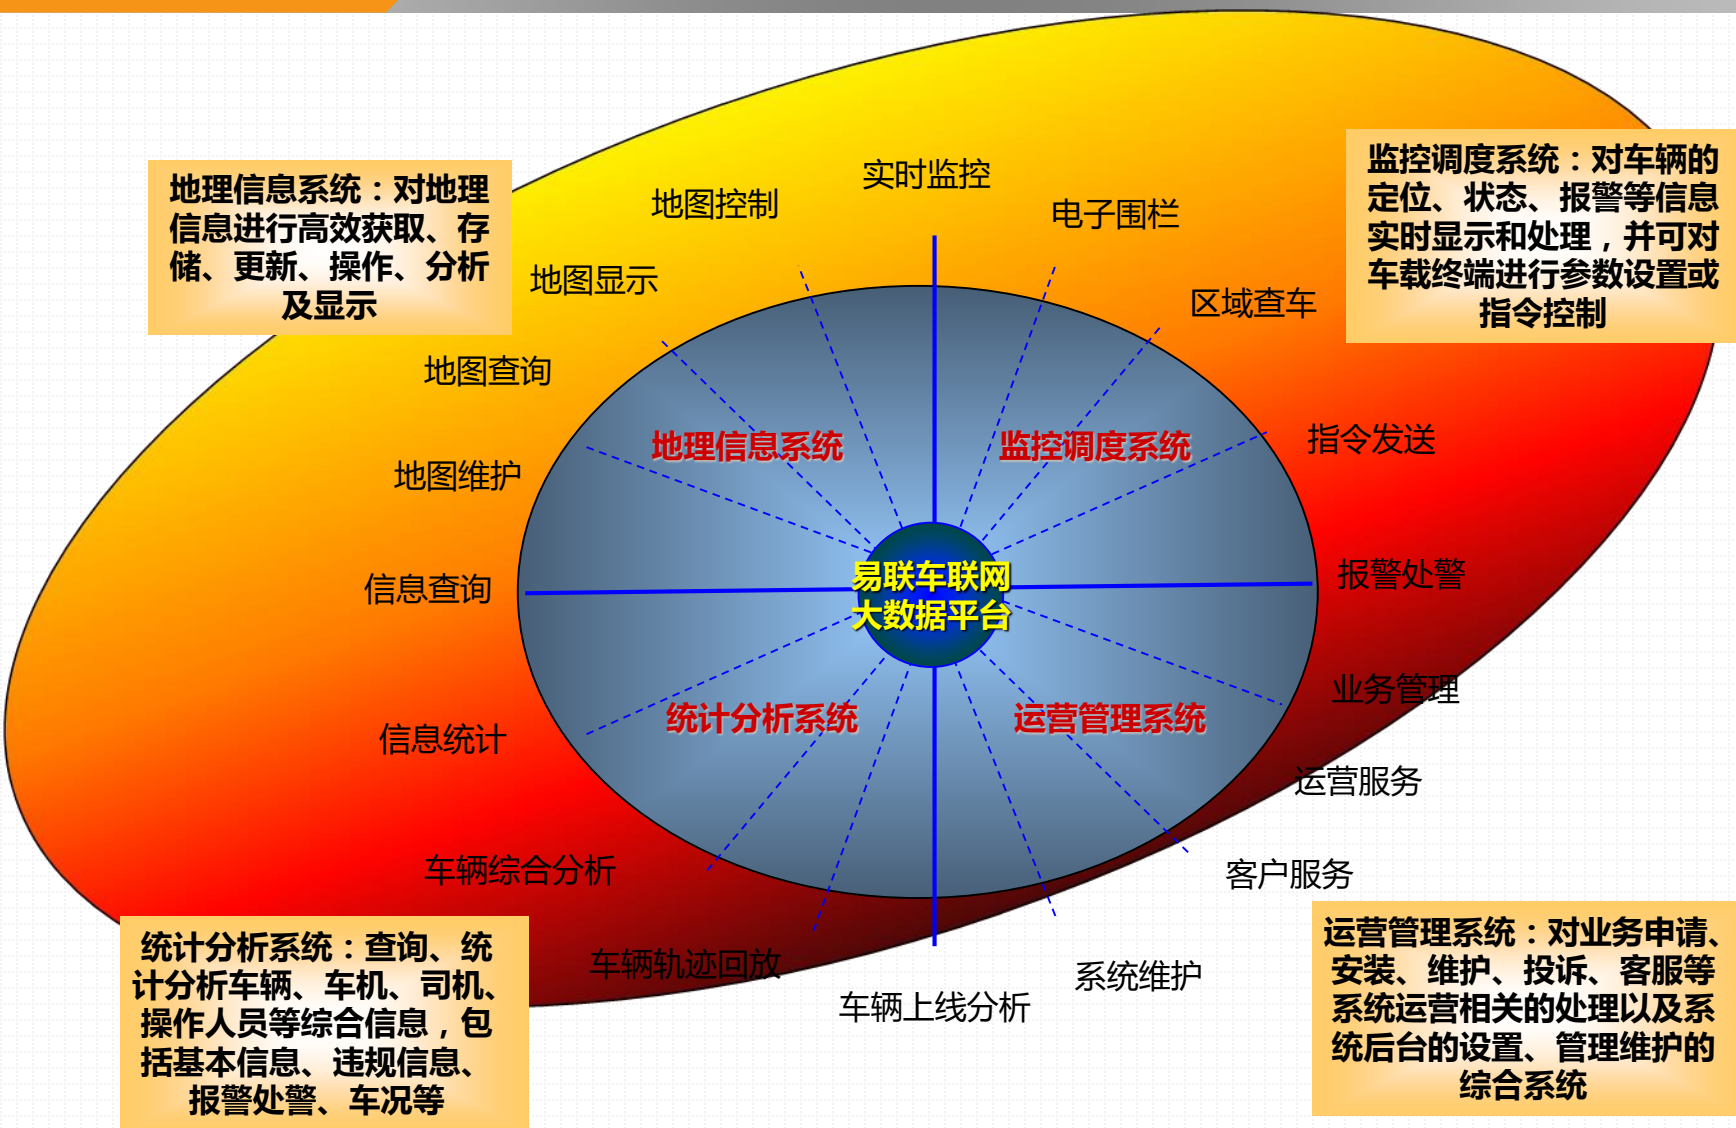 地理信息系统：对地理
信息进行高效获取、存
储、更新、操作、分析
及显示
监控调度系统：对车辆的
定位、状态、报警等信息
实时显示和处理，并可对
车载终端进行参数设置或
指令控制
实时监控
地图控制
电子围栏
地图显示
区域查车
地图查询
指令发送
地图维护
信息查询
报警处警
信息统计
业务管理
运营服务
车辆综合分析
客户服务
车辆轨迹回放
车辆上线分析
系统维护
地理信息系统
监控调度系统
易联车联网
大数据平台
统计分析系统
运营管理系统
统计分析系统：查询、统
计分析车辆、车机、司机、
操作人员等综合信息，包
括基本信息、违规信息、
报警处警、车况等
运营管理系统：对业务申请、
安装、维护、投诉、客服等
系统运营相关的处理以及系
统后台的设置、管理维护的
综合系统